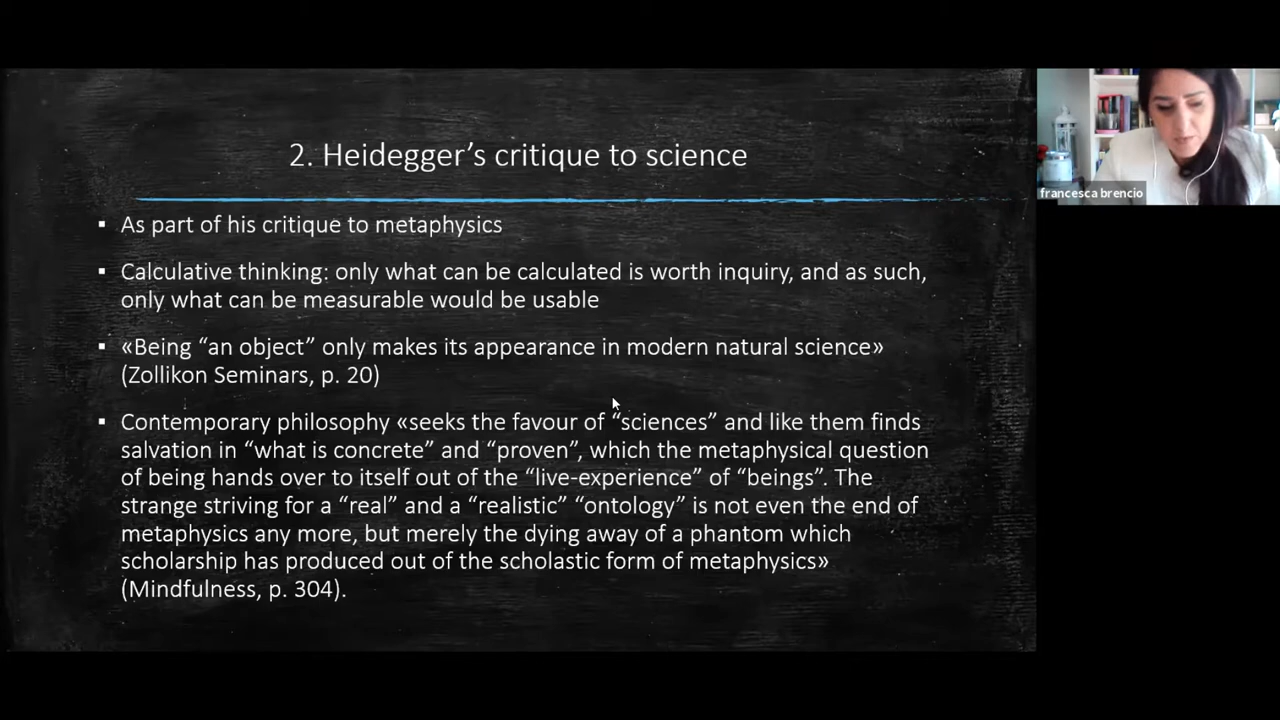 2. Heidegger’s critique to science
▪ As part of his critique to metaphysics
▪ Calculative thinking: only what can be calculated is worth inquiry, and as such,
only what can be measurable would be usable
▪ «Being “an object” only makes its appearance in modern natural science»
(Zollikon Seminars, p. 20)
▪ Contemporary philosophy «seeks the favour of “sciences” and like them finds
salvation in “what is concrete” and “proven”, which the metaphysical question
of being hands over to itself out of the “live-experience” of “beings”. The
strange striving for a “real” and a “realistic” “ontology” is not even the end of
metaphysics any more, but merely the dying away of a phantom which
scholarship has produced out of the scholastic form of metaphysics»
(Mindfulness, p. 304).
francesca brencio